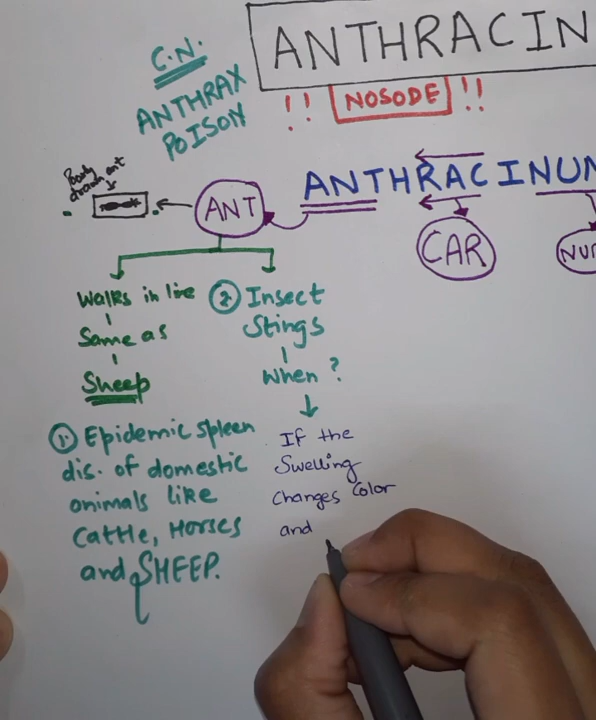 ANTHRACIN
C.N.
ANTHRAX
POISON
!! NOSODE !!
ANTHRACINUM
ANT
CAR
Walks in line
Same as
Sheep
② Insect
Stings
When ?
① Epidemic spleen
dis. of domestic
animals like
Cattle, Horses
and SHEEP.
If the
Swelling
Changes Color
and